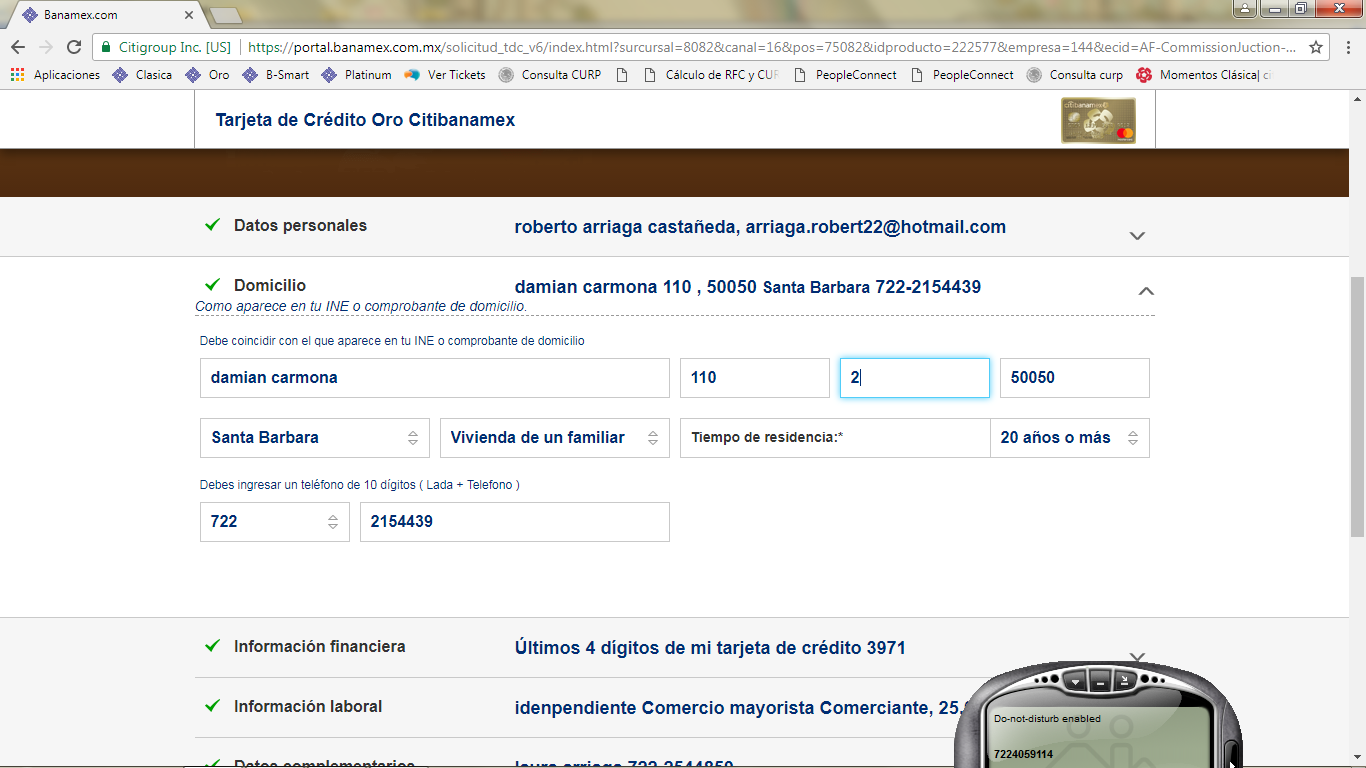 Banamex.com
Citigroup Inc. [US] https://portal.banamex.com.mx/solicitud_tdc_v6/index.html?surcursal=8082&canal=16&pos=75082&idproducto=222577&empresa=144&ecid=AF-CommissionJuction-...
Aplicaciones Clasica Oro B-Smart Platinum Ver Tickets Consulta CURP Cálculo de RFC y CUR PeopleConnect PeopleConnect Consulta curp Momentos Clásica| ci
Tarjeta de Crédito Oro Citibanamex
citibanamex
Datos personales roberto arriaga castañeda, arriaga.robert22@hotmail.com
Domicilio damian carmona 110 , 50050 Santa Barbara 722-2154439
Como aparece en tu INE o comprobante de domicilio.
Debe coincidir con el que aparece en tu INE o comprobante de domicilio
damian carmona 110 2 50050
Santa Barbara Vivienda de un familiar Tiempo de residencia:* 20 años o más
Debes ingresar un teléfono de 10 dígitos ( Lada + Telefono )
722 2154439
Información financiera Últimos 4 dígitos de mi tarjeta de crédito 3971
Información laboral idenpendiente Comercio mayorista Comerciante, 25.
Do-not-disturb enabled
7224059114
Datos complementarios laura arriaga 722-2544850